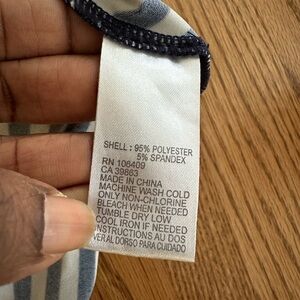 SHELL : 95% POLYESTER
5% SPANDEX
RN 106409
CA 39863
MADE IN CHINA
MACHINE WASH COLD
ONLY NON-CHLORINE
BLEACH WHEN NEEDED
TUMBLE DRY LOW
COOL IRON IF NEEDED
INSTRUCTIONS AU DOS
VER AL DORSO PARA CUIDADO